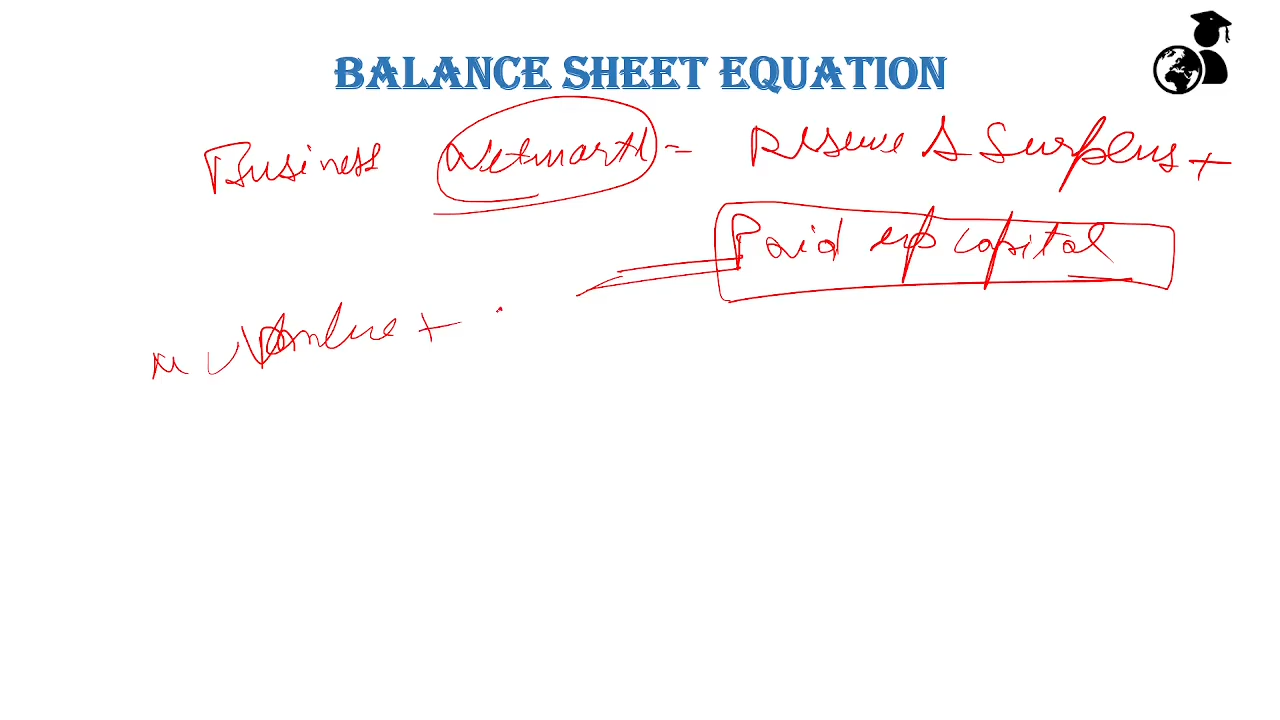 BALANCE SHEET EQUATION
Business Networth = Reserve & Surplus +
Paid up capital
+